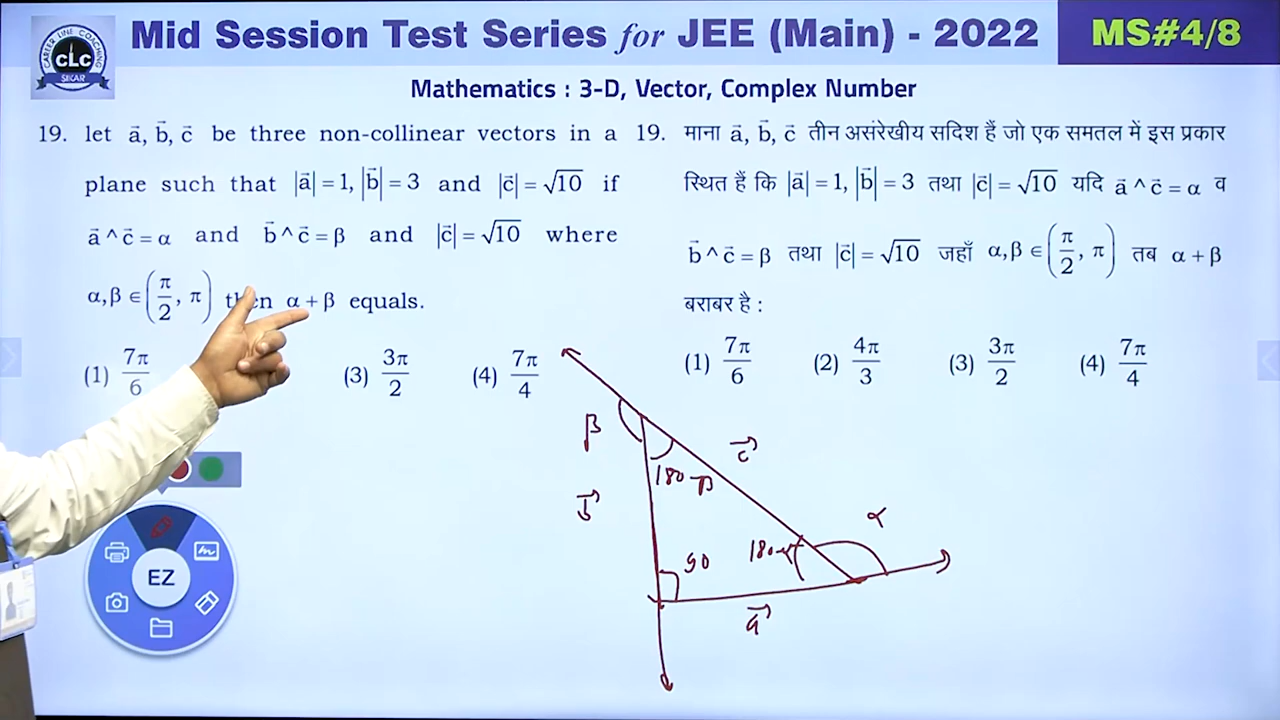 CAREER LINE COACHING
CLC
SIKAR
Mid Session Test Series for JEE (Main) - 2022
MS#4/8
Mathematics : 3-D, Vector, Complex Number
19. let a⃗, b⃗, c⃗ be three non-collinear vectors in a
plane such that |a⃗| = 1, |b⃗| = 3 and |c⃗| = √10 if
a⃗ ^ c⃗ = α and b⃗ ^ c⃗ = β and |c⃗| = √10 where
α, β ∈ (π/2, π) then α + β equals.
(1) 7π/6 (3) 3π/2 (4) 7π/4
19. माना a⃗, b⃗, c⃗ तीन असंरेखीय सदिश हैं जो एक समतल में इस प्रकार
स्थित हैं कि |a⃗| = 1, |b⃗| = 3 तथा |c⃗| = √10 यदि a⃗ ^ c⃗ = α व
b⃗ ^ c⃗ = β तथा |c⃗| = √10 जहाँ α, β ∈ (π/2, π) तब α + β
बराबर है :
(1) 7π/6 (2) 4π/3 (3) 3π/2 (4) 7π/4
β
180-β
c⃗
b⃗
α
90
180-α
a⃗
EZ